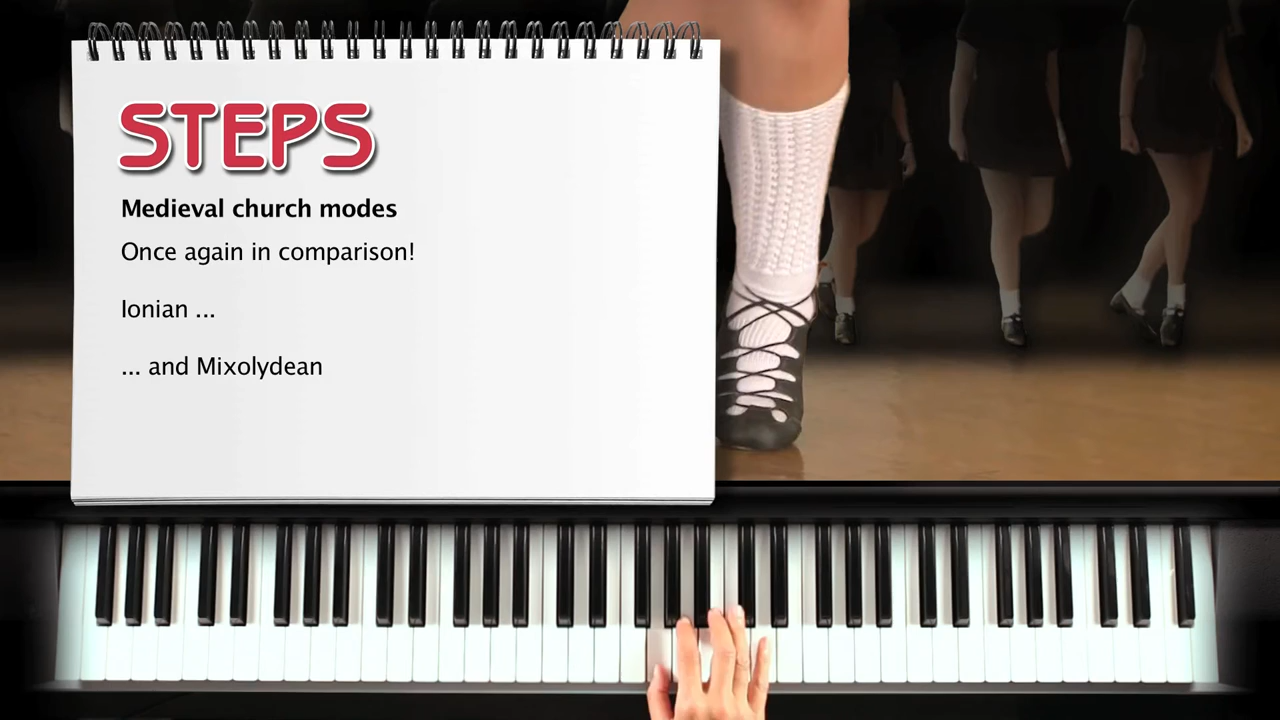 STEPS
Medieval church modes
Once again in comparison!
Ionian ...
... and Mixolydean